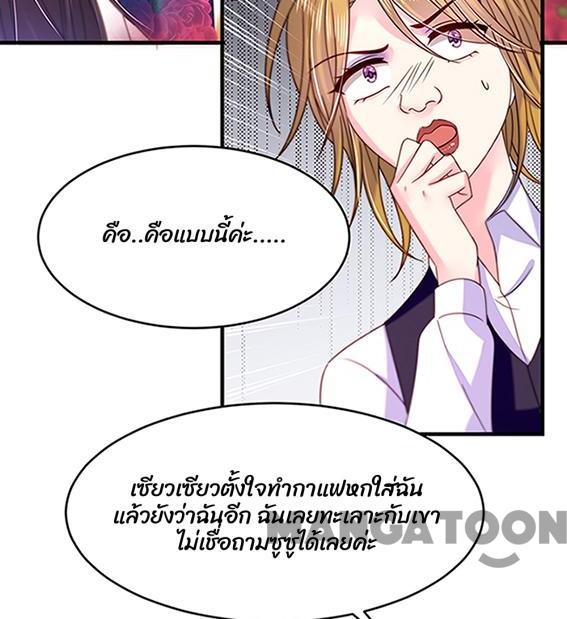 คือ..คือแบบนี้ค่ะ.....
เซียวเซียวตั้งใจทำกาแฟหกใส่ฉัน
แล้วยังว่าฉันอีก ฉันเลยทะเลาะกับเขา
ไม่เชื่อถามซูซูได้เลยค่ะ
MANGATOON